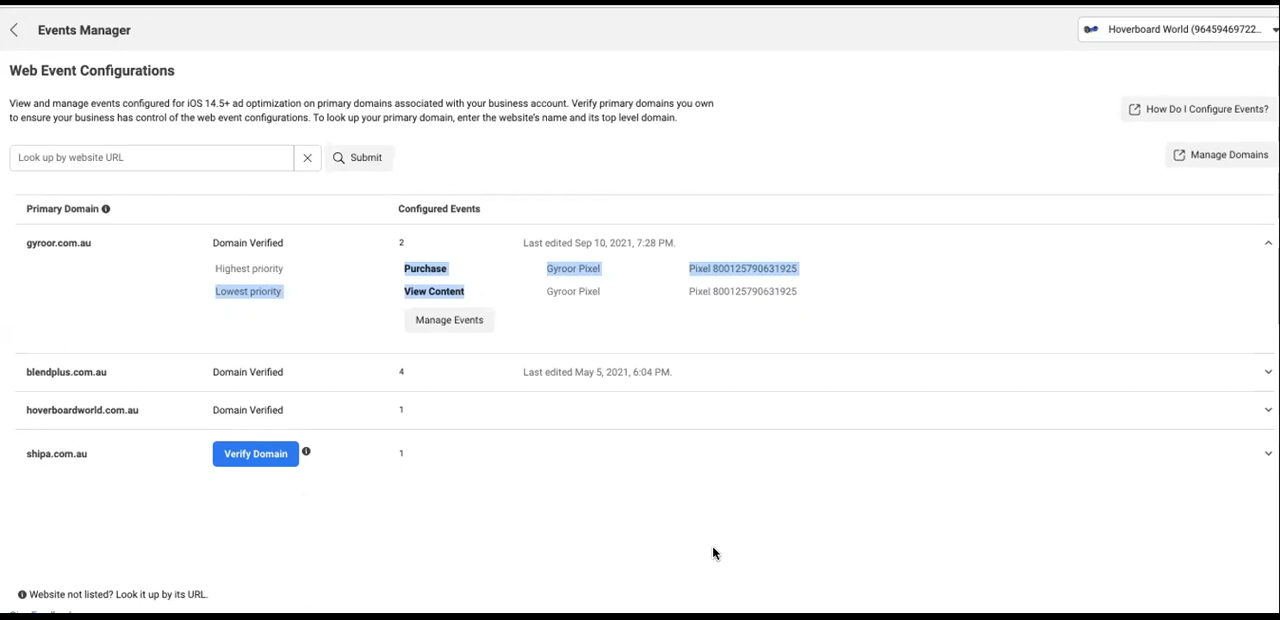 Events Manager
Hoverboard World (96459469722...
Web Event Configurations
View and manage events configured for iOS 14.5+ ad optimization on primary domains associated with your business account. Verify primary domains you own
to ensure your business has control of the web event configurations. To look up your primary domain, enter the website's name and its top level domain.
How Do I Configure Events?
Look up by website URL
Submit
Manage Domains
Primary Domain Configured Events
gyroor.com.au Domain Verified 2 Last edited Sep 10, 2021, 7:28 PM.
Highest priority Purchase Gyroor Pixel Pixel 800125790631925
Lowest priority View Content Gyroor Pixel Pixel 800125790631925
Manage Events
blendplus.com.au Domain Verified 4 Last edited May 5, 2021, 6:04 PM.
hoverboardworld.com.au Domain Verified 1
shipa.com.au Verify Domain 1
Website not listed? Look it up by its URL.